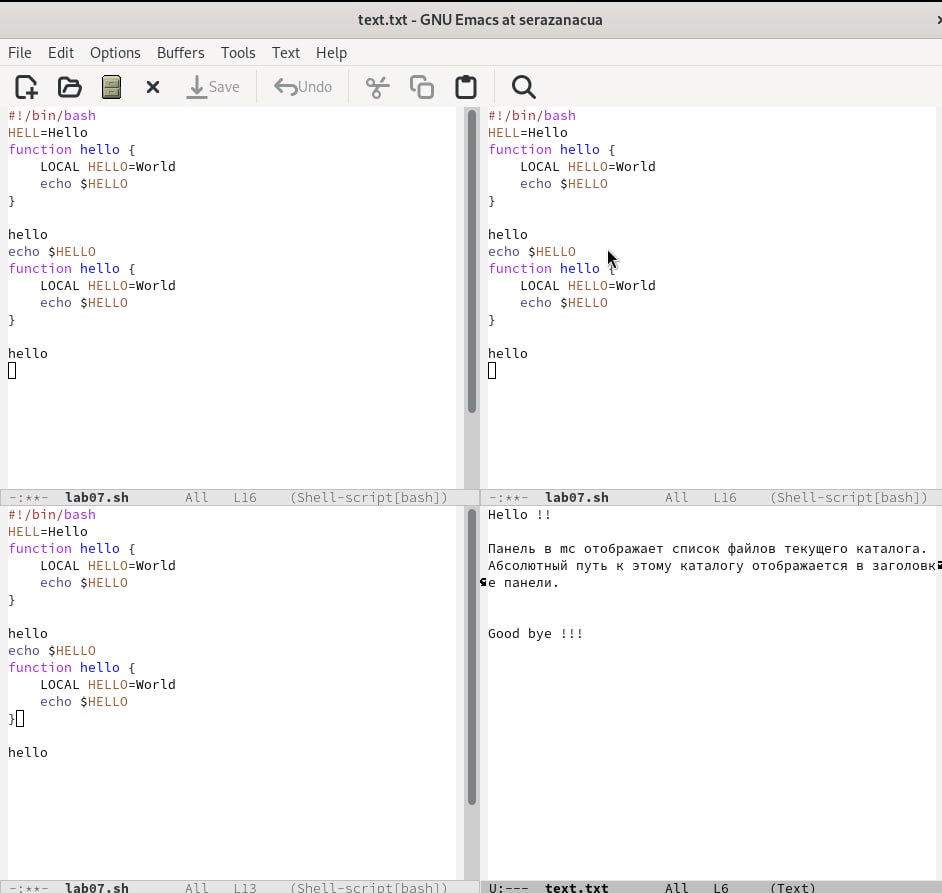 text.txt - GNU Emacs at serazanacua
File Edit Options Buffers Tools Text Help
Save Undo
#!/bin/bash
HELL=Hello
function hello {
    LOCAL HELLO=World
    echo $HELLO
}
hello
echo $HELLO
function hello {
    LOCAL HELLO=World
    echo $HELLO
}
hello
-:**-  lab07.sh       All   L16    (Shell-script[bash])
#!/bin/bash
HELL=Hello
function hello {
    LOCAL HELLO=World
    echo $HELLO
}
hello
echo $HELLO
function hello {
    LOCAL HELLO=World
    echo $HELLO
}
hello
-:**-  lab07.sh       All   L16    (Shell-script[bash])
#!/bin/bash
HELL=Hello
function hello {
    LOCAL HELLO=World
    echo $HELLO
}
hello
echo $HELLO
function hello {
    LOCAL HELLO=World
    echo $HELLO
}
hello
-:**-  lab07.sh       All   L13    (Shell-script[bash])
Hello !!
Панель в mc отображает список файлов текущего каталога.
Абсолютный путь к этому каталогу отображается в заголовк
е панели.
Good bye !!!
U:---  text.txt       All   L6     (Text)